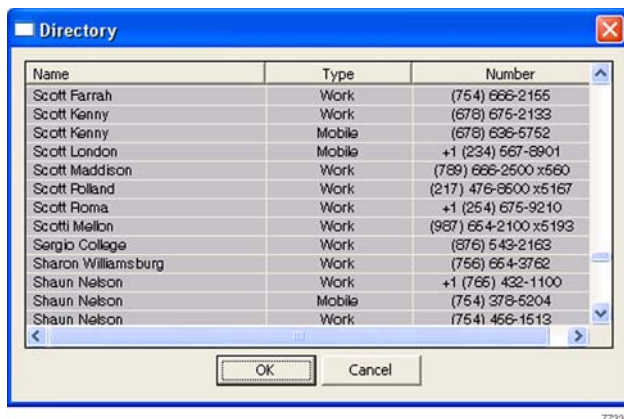 Directory
Name Type Number
Scott Farrah Work (754) 666-2155
Scott Kenny Work (678) 675-2133
Scott Kenny Mobile (678) 636-5752
Scott London Mobile +1 (234) 567-8901
Scott Maddison Work (789) 666-2500 x560
Scott Polland Work (217) 476-8500 x5167
Scott Roma Work +1 (254) 675-9210
Scotti Mellon Work (987) 654-2100 x5193
Sergio College Work (876) 543-2163
Sharon Williamsburg Work (756) 654-3762
Shaun Nelson Work +1 (765) 432-1100
Shaun Nelson Mobile (754) 378-5204
Shaun Nelson Work (754) 456-1513
OK Cancel
7733